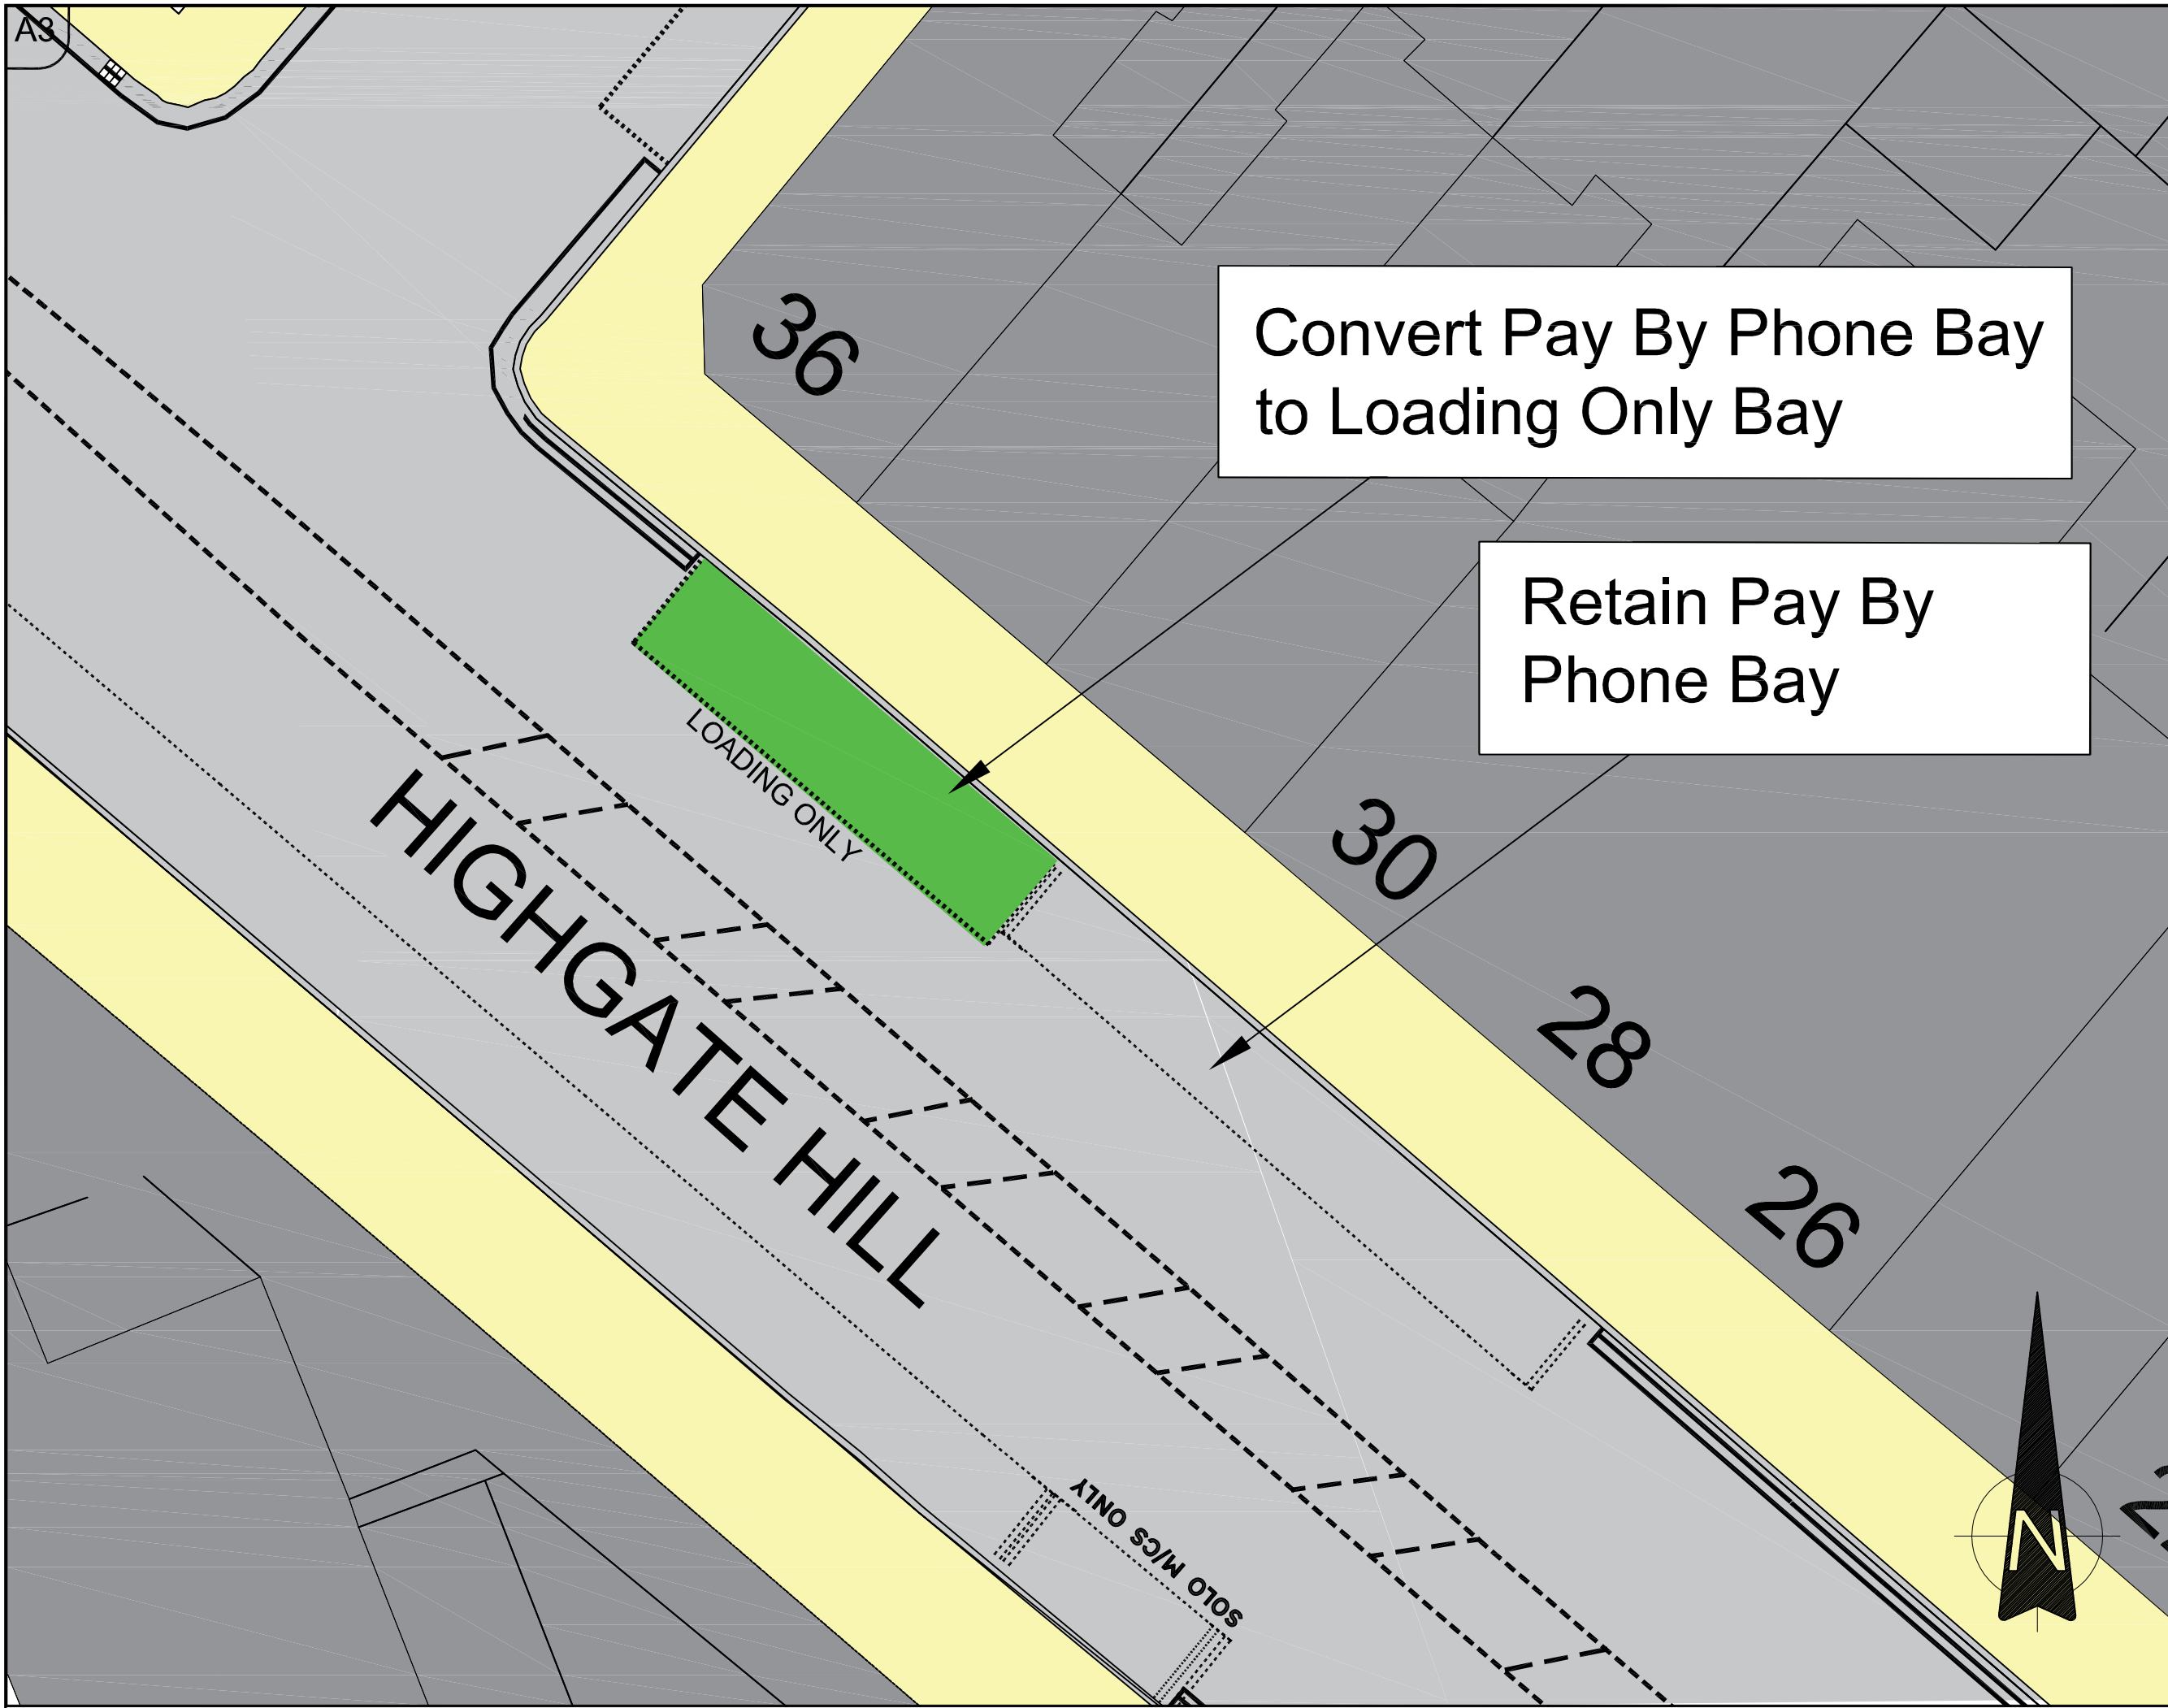 A3
36
Convert Pay By Phone Bay
to Loading Only Bay
Retain Pay By
Phone Bay
LOADING ONLY
HIGHGATE HILL
30
28
26
SOLO M/CS ONLY
N